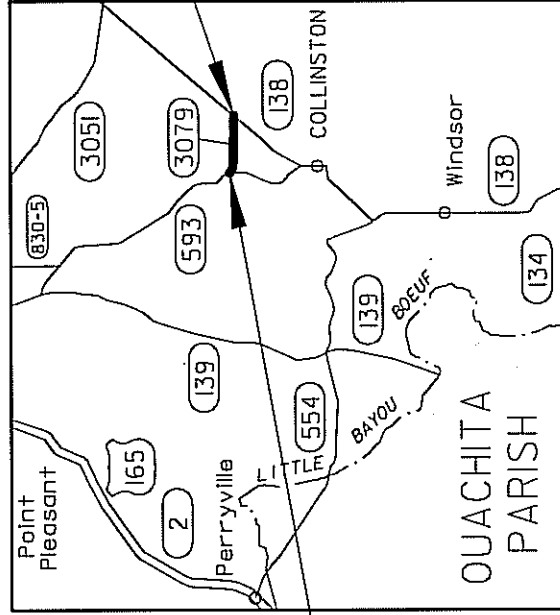 Point
Pleasant
165
2
Perryville
139
830-5
3051
593
3079
138
COLLINSTON
554
LITTLE
BAYOU
BOEUF
139
Windsor
138
134
OUACHITA
PARISH